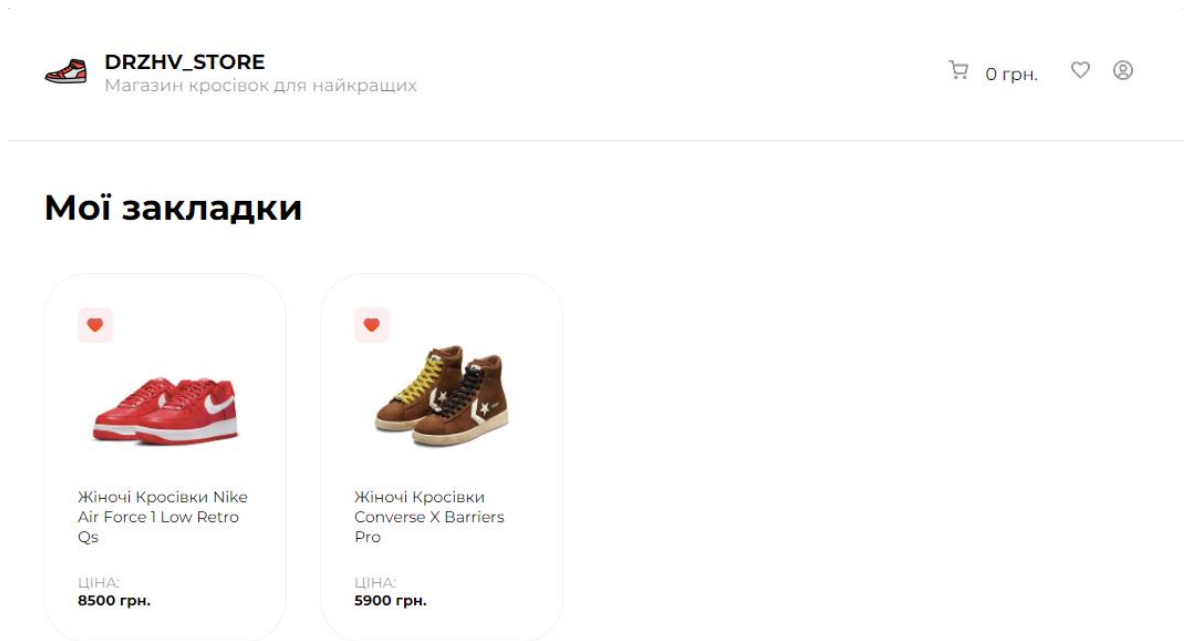 DRZHV_STORE
Магазин кросівок для найкращих
0 грн.
Мої закладки
Жіночі Кросівки Nike
Air Force 1 Low Retro
Qs
ЦІНА:
8500 грн.
Жіночі Кросівки
Converse X Barriers
Pro
ЦІНА:
5900 грн.